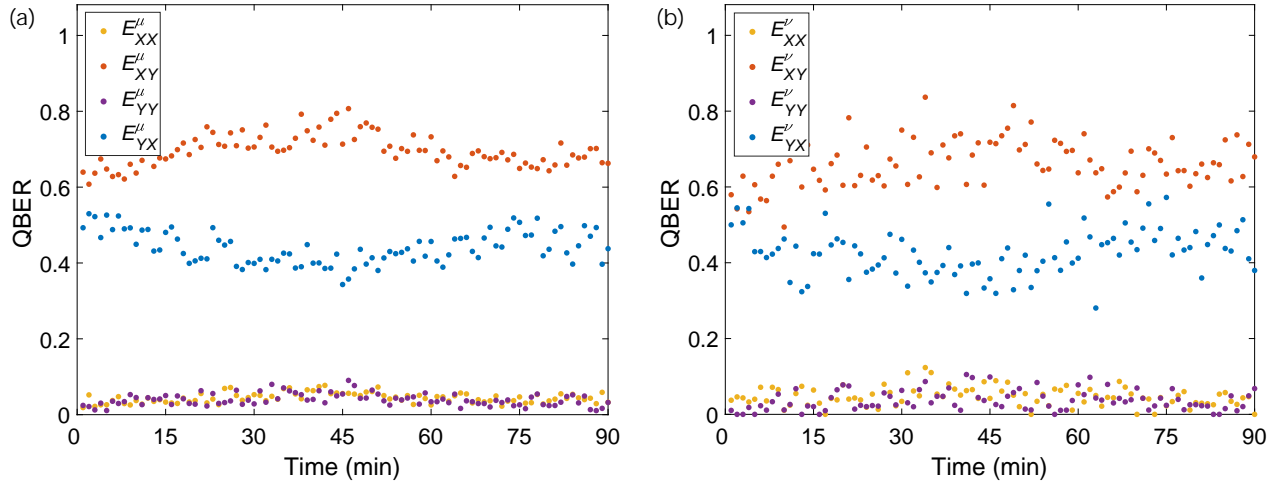 (a)
1
0.8
0.6
0.4
0.2
0
QBER
E^μ_XX
E^μ_XY
E^μ_YY
E^μ_YX
0 15 30 45 60 75 90
Time (min)
(b)
1
0.8
0.6
0.4
0.2
0
QBER
E^ν_XX
E^ν_XY
E^ν_YY
E^ν_YX
0 15 30 45 60 75 90
Time (min)